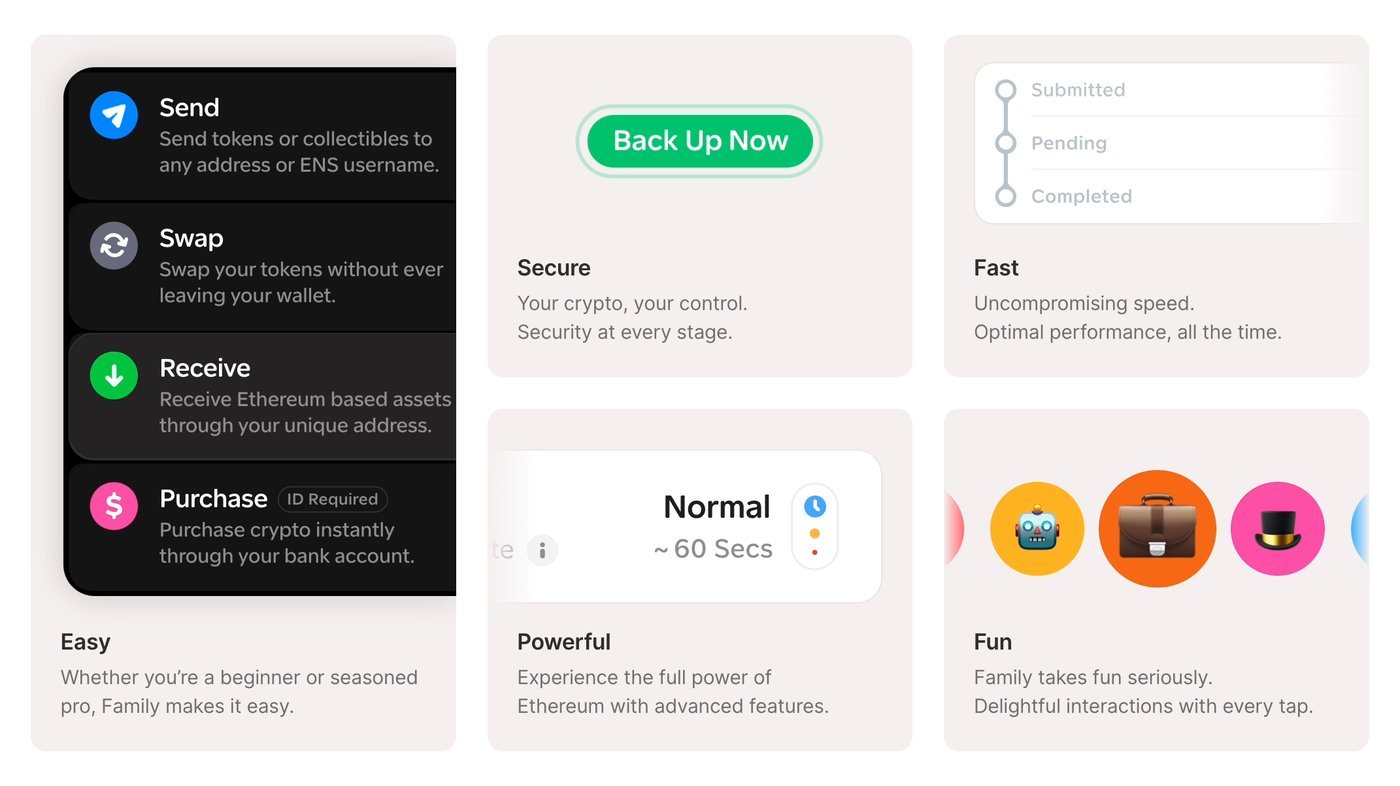 Send
Send tokens or collectibles to
any address or ENS username.
Swap
Swap your tokens without ever
leaving your wallet.
Receive
Receive Ethereum based assets
through your unique address.
Purchase ID Required
Purchase crypto instantly
through your bank account.
Easy
Whether you’re a beginner or seasoned
pro, Family makes it easy.
Back Up Now
Secure
Your crypto, your control.
Security at every stage.
Submitted
Pending
Completed
Fast
Uncompromising speed.
Optimal performance, all the time.
Normal
te
~ 60 Secs
Powerful
Experience the full power of
Ethereum with advanced features.
Fun
Family takes fun seriously.
Delightful interactions with every tap.